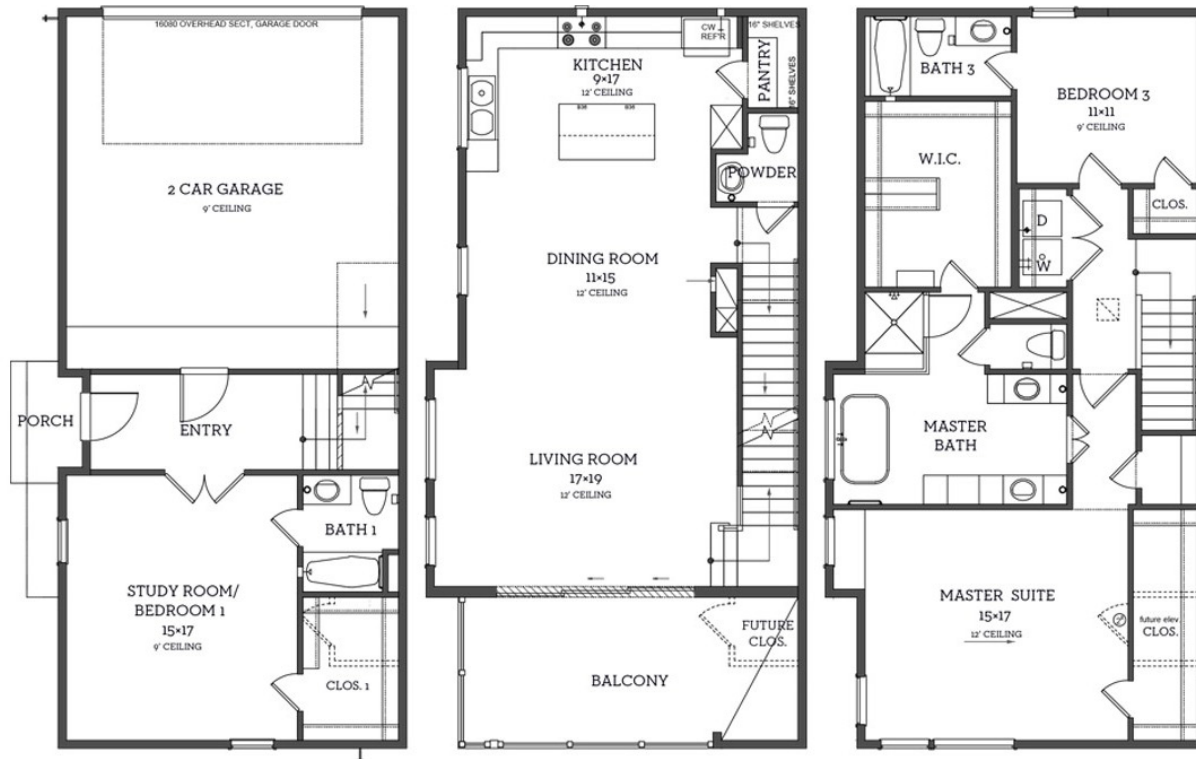 16080 OVERHEAD SECT, GARAGE DOOR
2 CAR GARAGE
9' CEILING
PORCH
ENTRY
BATH 1
STUDY ROOM/
BEDROOM 1
15×17
9' CEILING
CLOS. 1
CW
REF'R
16" SHELVES
KITCHEN
9×17
12' CEILING
PANTRY
16" SHELVES
B36
B36
POWDER
DINING ROOM
11×15
12' CEILING
LIVING ROOM
17×19
12' CEILING
FUTURE
CLOS.
BALCONY
BATH 3
BEDROOM 3
11×11
9' CEILING
W.I.C.
CLOS.
D
W
MASTER
BATH
MASTER SUITE
15×17
12' CEILING
future elev.
CLOS.